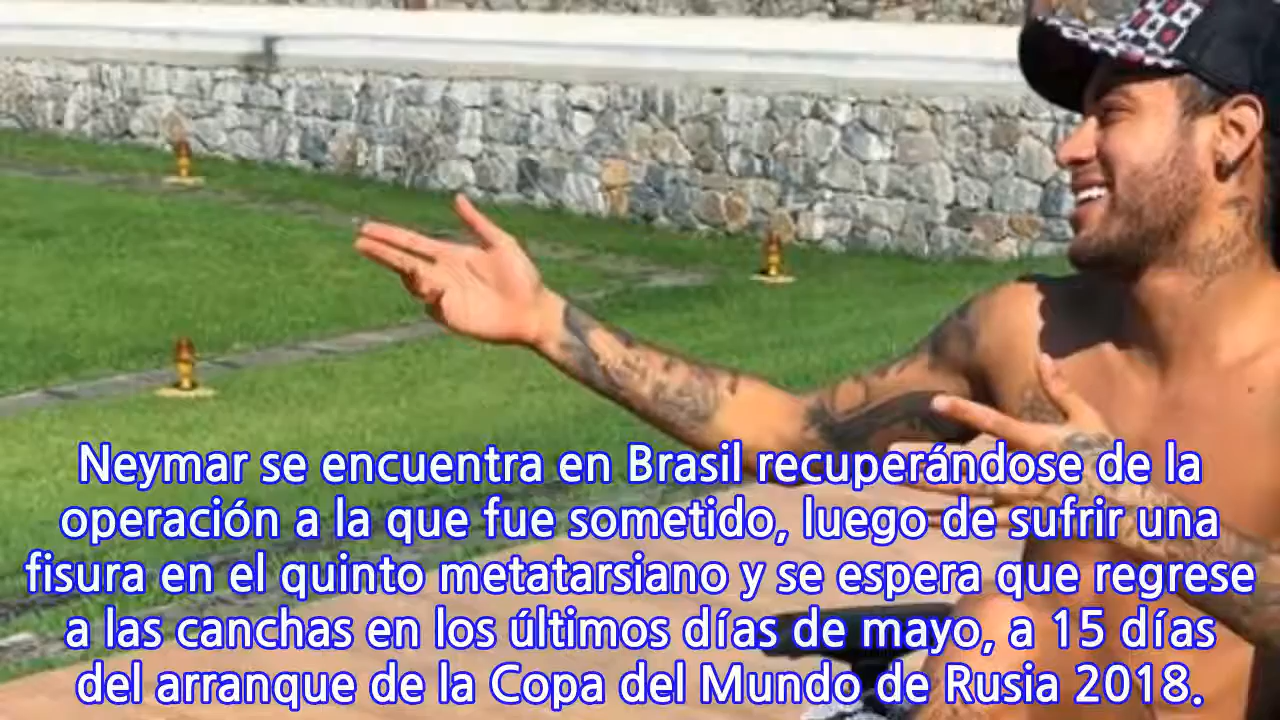 Neymar se encuentra en Brasil recuperándose de la
operación a la que fue sometido, luego de sufrir una
fisura en el quinto metatarsiano y se espera que regrese
a las canchas en los últimos días de mayo, a 15 días
del arranque de la Copa del Mundo de Rusia 2018.